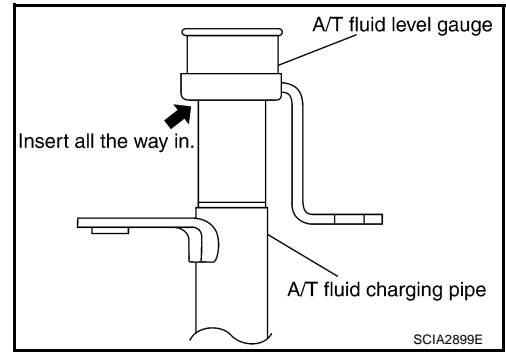 A/T fluid level gauge
Insert all the way in.
A/T fluid charging pipe
SCIA2899E